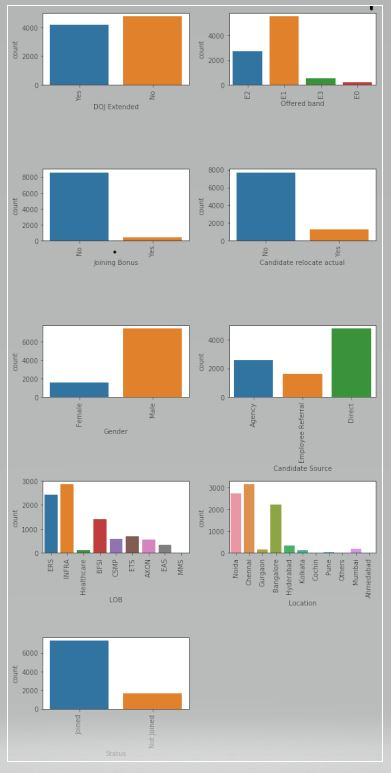 4000
2000
0
count
Yes
No
DOJ Extended
4000
2000
0
count
E2
E1
E3
E0
Offered band
8000
6000
4000
2000
0
count
No
Yes
Joining Bonus
8000
6000
4000
2000
0
count
No
Yes
Candidate relocate actual
6000
4000
2000
0
count
Female
Male
Gender
4000
2000
0
count
Agency
Employee Referral
Direct
Candidate Source
3000
2000
1000
0
count
ERS
INFRA
Healthcare
BFSI
CSMP
ETS
AXON
EAS
MMS
LOB
3000
2000
1000
0
count
Noida
Chennai
Gurgaon
Bangalore
Hyderabad
Kolkata
Cochin
Pune
Others
Mumbai
Ahmedabad
Location
6000
4000
2000
0
count
Joined
Not Joined
Status